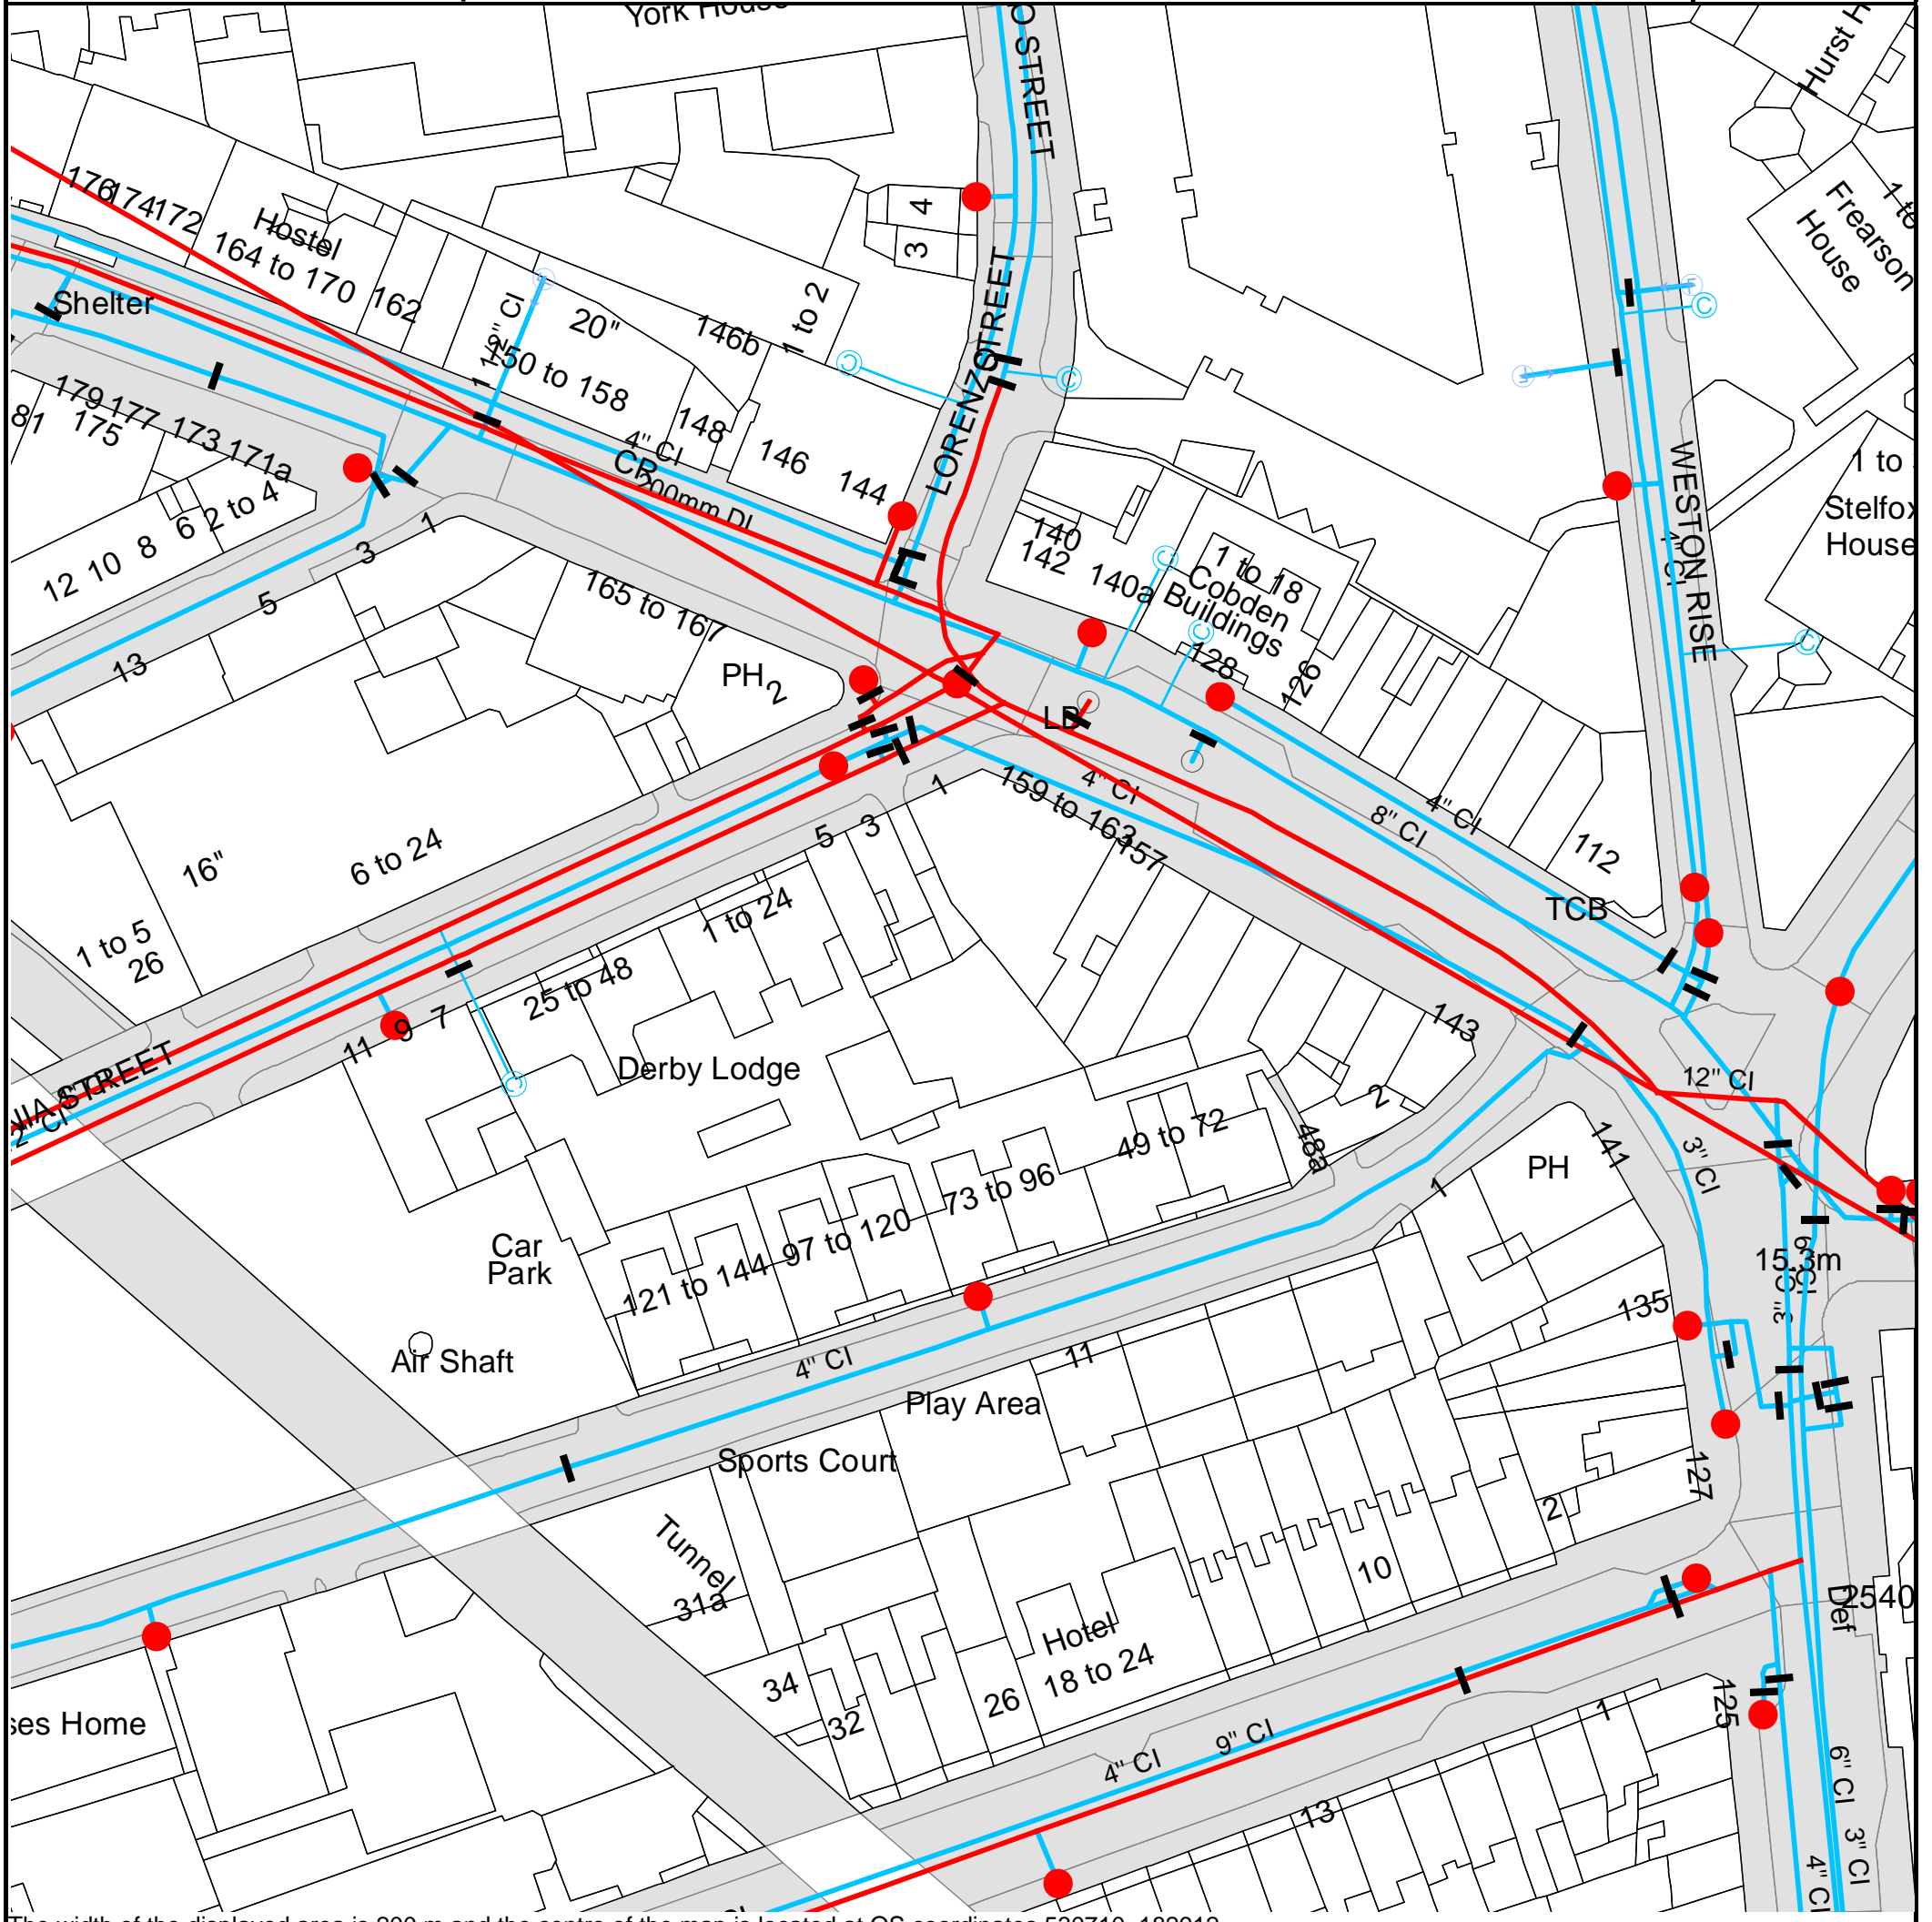 York House
O STREET
Hurst H
176
174
172
Hostel
164 to 170
162
Shelter
1 1/2" CI
20"
150 to 158
146b
1 to 2
4
3
LORENZO STREET
148
146
144
4" CI
200mm DI
179
177
175
173
171a
81
12
10
8
6
2 to 4
1
3
5
13
165 to 167
PH
2
140
142
140a
1 to 18
Cobden
Buildings
128
126
LB
WESTON RISE
4" CI
Frearson
House
1 to
Stelfox
House
159 to 163
157
4" CI
8" CI
4" CI
112
TCB
16"
6 to 24
1 to 5
26
1
3
5
1 to 24
25 to 48
7
9
11
NIA STREET
2" CI
Derby Lodge
143
2
48a
49 to 72
73 to 96
97 to 120
121 to 144
Car
Park
Air Shaft
12" CI
3" CI
141
PH
1
15.3m
6" CI
135
127
4" CI
11
Play Area
Sports Court
Tunnel
31a
34
32
26
Hotel
18 to 24
10
2
Def
2540
ses Home
4" CI
9" CI
13
1
125
6" CI
3" CI
4" CI